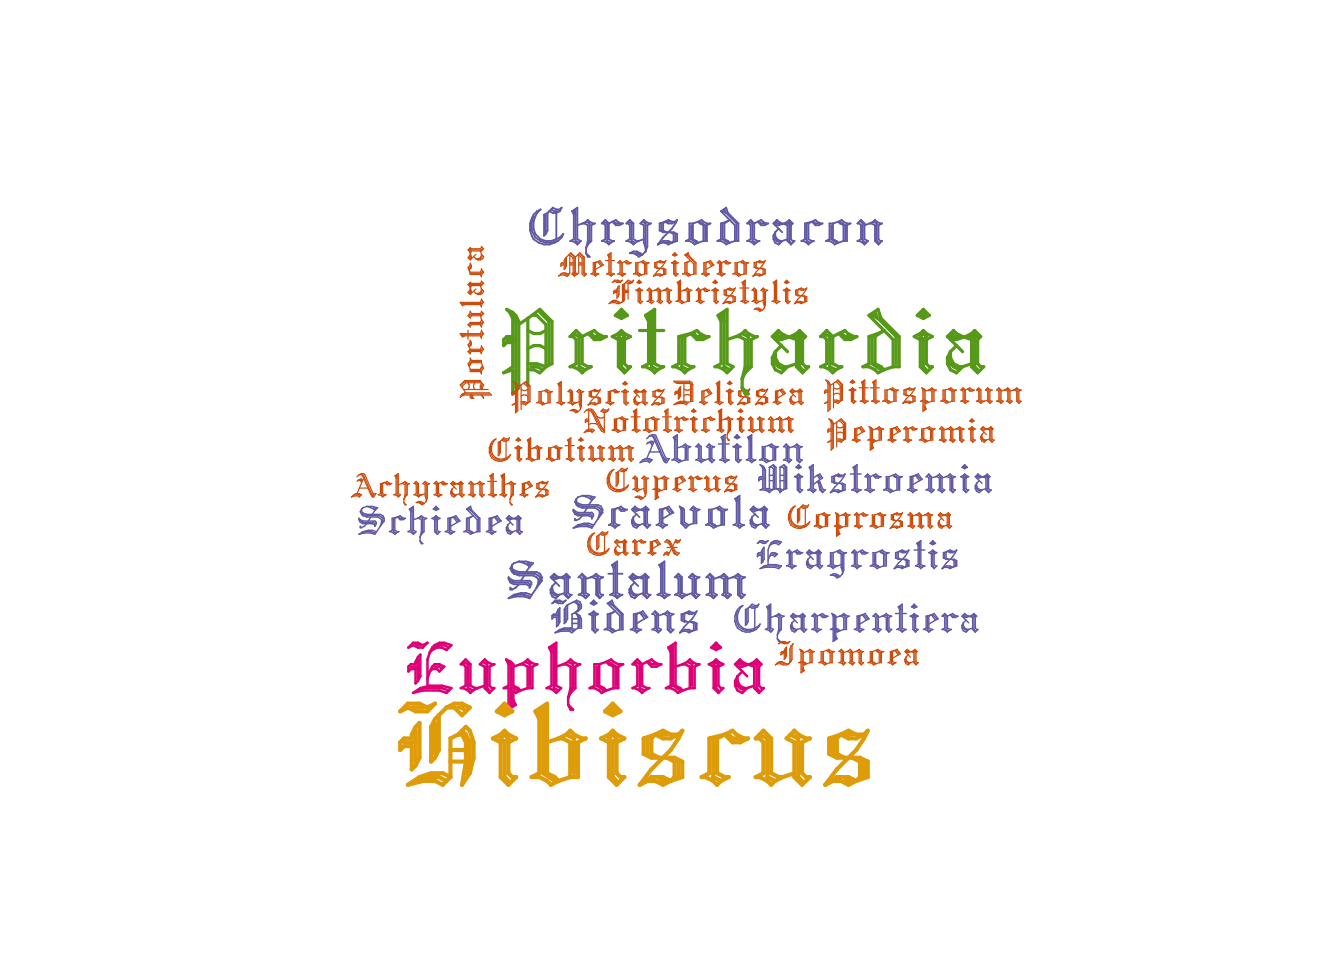 Chrysodracon
Metrosideros
Portulaca
Fimbristylis
Pritchardia
Polyscias Delissea Pittosporum
Nototrichium
Peperomia
Cibotium Abutilon
Achyranthes Cyperus Wikstroemia
Schiedea Scaevola Coprosma
Carex
Eragrostis
Santalum
Bidens Charpentiera
Euphorbia Ipomoea
Hibiscus